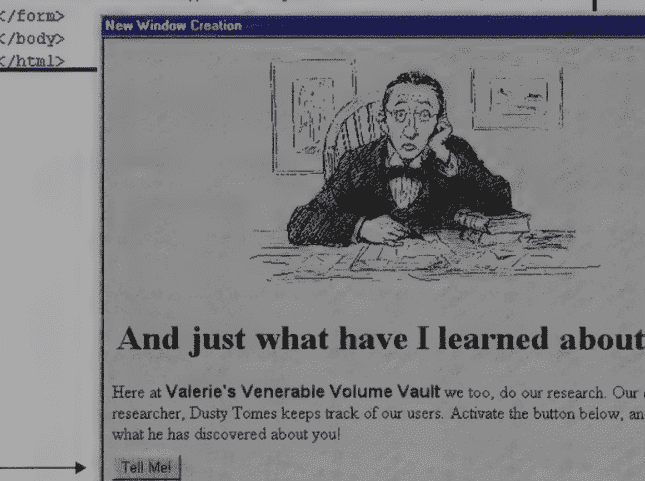 </form>
</body>
</html>
New Window Creation
And just what have I learned about
Here at Valerie's Venerable Volume Vault we too, do our research. Our
researcher, Dusty Tomes keeps track of our users. Activate the button below, an
what he has discovered about you!
Tell Me!